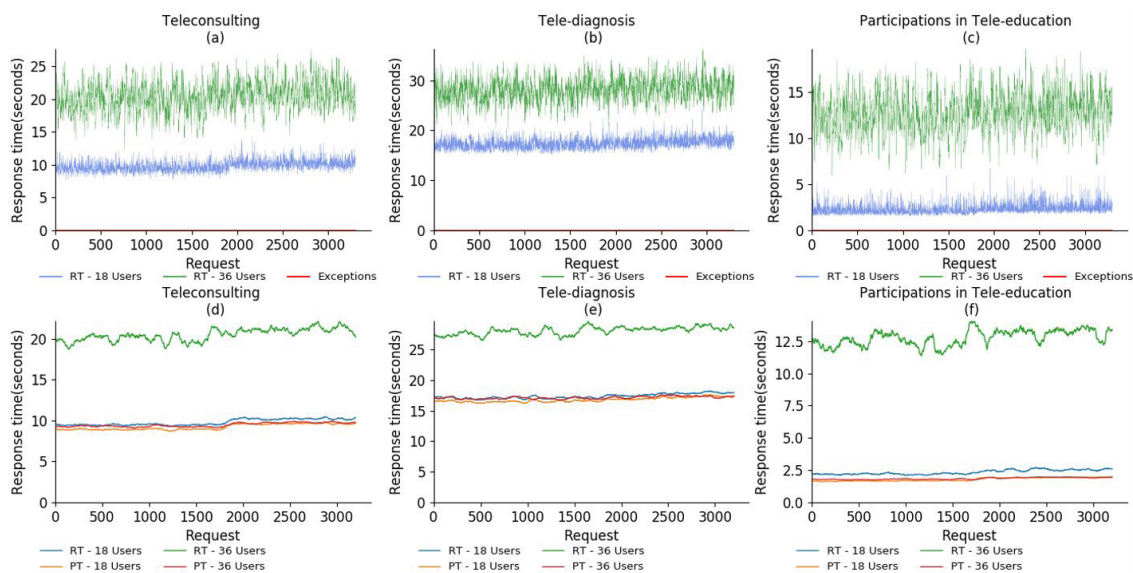 Teleconsulting
(a)
Response time(seconds)
25
20
15
10
5
0
0 500 1000 1500 2000 2500 3000
Request
RT - 18 Users RT - 36 Users Exceptions
Tele-diagnosis
(b)
Response time(seconds)
30
20
10
0
0 500 1000 1500 2000 2500 3000
Request
RT - 18 Users RT - 36 Users Exceptions
Participations in Tele-education
(c)
Response time(seconds)
15
10
5
0
0 500 1000 1500 2000 2500 3000
Request
RT - 18 Users RT - 36 Users Exceptions
Teleconsulting
(d)
Response time(seconds)
20
15
10
5
0
0 500 1000 1500 2000 2500 3000
Request
RT - 18 Users RT - 36 Users
PT - 18 Users PT - 36 Users
Tele-diagnosis
(e)
Response time(seconds)
25
20
15
10
5
0
0 500 1000 1500 2000 2500 3000
Request
RT - 18 Users RT - 36 Users
PT - 18 Users PT - 36 Users
Participations in Tele-education
(f)
Response time(seconds)
12.5
10.0
7.5
5.0
2.5
0.0
0 500 1000 1500 2000 2500 3000
Request
RT - 18 Users RT - 36 Users
PT - 18 Users PT - 36 Users